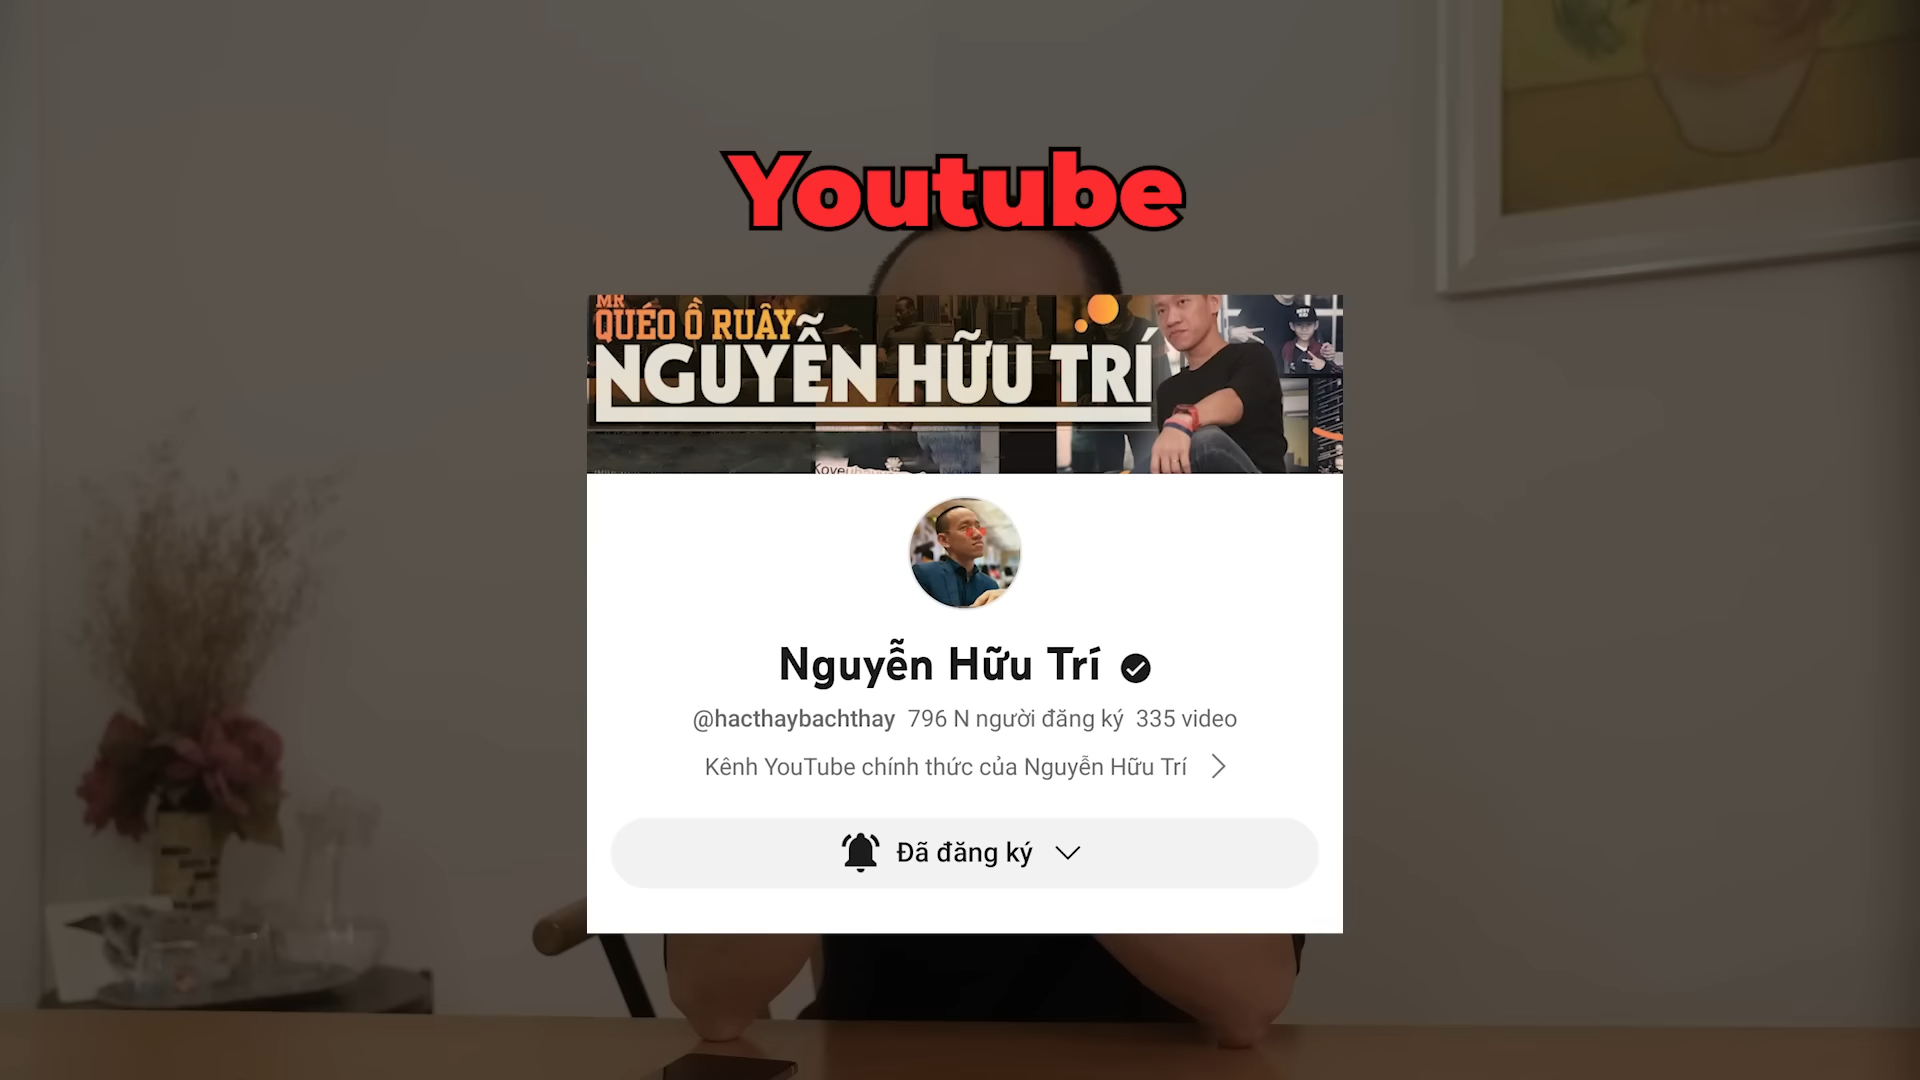 Youtube
MR
QUÉO Ồ RUÂY
NGUYỄN HỮU TRÍ
Nguyễn Hữu Trí
@hacthaybachthay 796 N người đăng ký 335 video
Kênh YouTube chính thức của Nguyễn Hữu Trí
Đã đăng ký